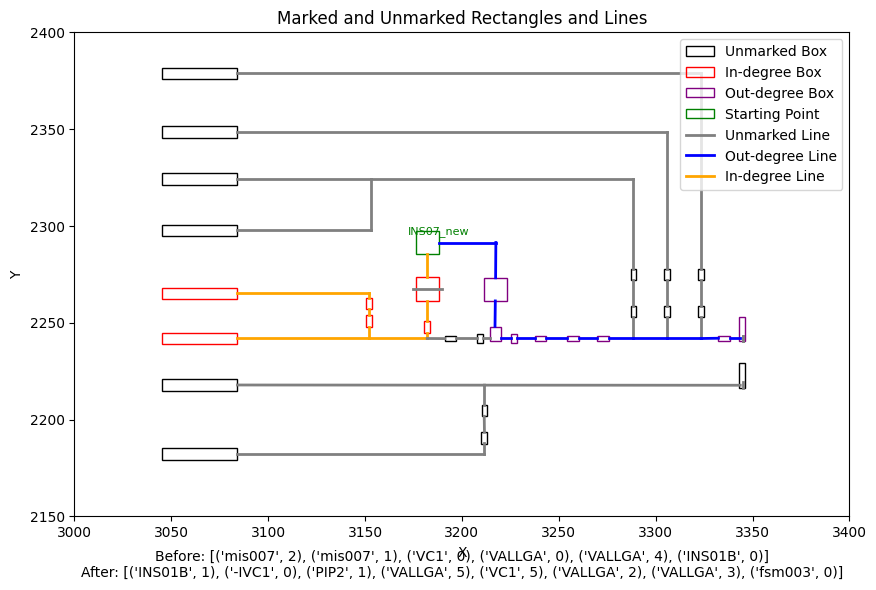 Marked and Unmarked Rectangles and Lines
2400
2350
2300
2250
2200
2150
Y
Unmarked Box
In-degree Box
Out-degree Box
Starting Point
Unmarked Line
Out-degree Line
In-degree Line
INS07_new
3000
3050
3100
3150
3200
3250
3300
3350
3400
X
Before: [('mis007', 2), ('mis007', 1), ('VC1', 0), ('VALLGA', 0), ('VALLGA', 4), ('INS01B', 0)]
After: [('INS01B', 1), ('-IVC1', 0), ('PIP2', 1), ('VALLGA', 5), ('VC1', 5), ('VALLGA', 2), ('VALLGA', 3), ('fsm003', 0)]